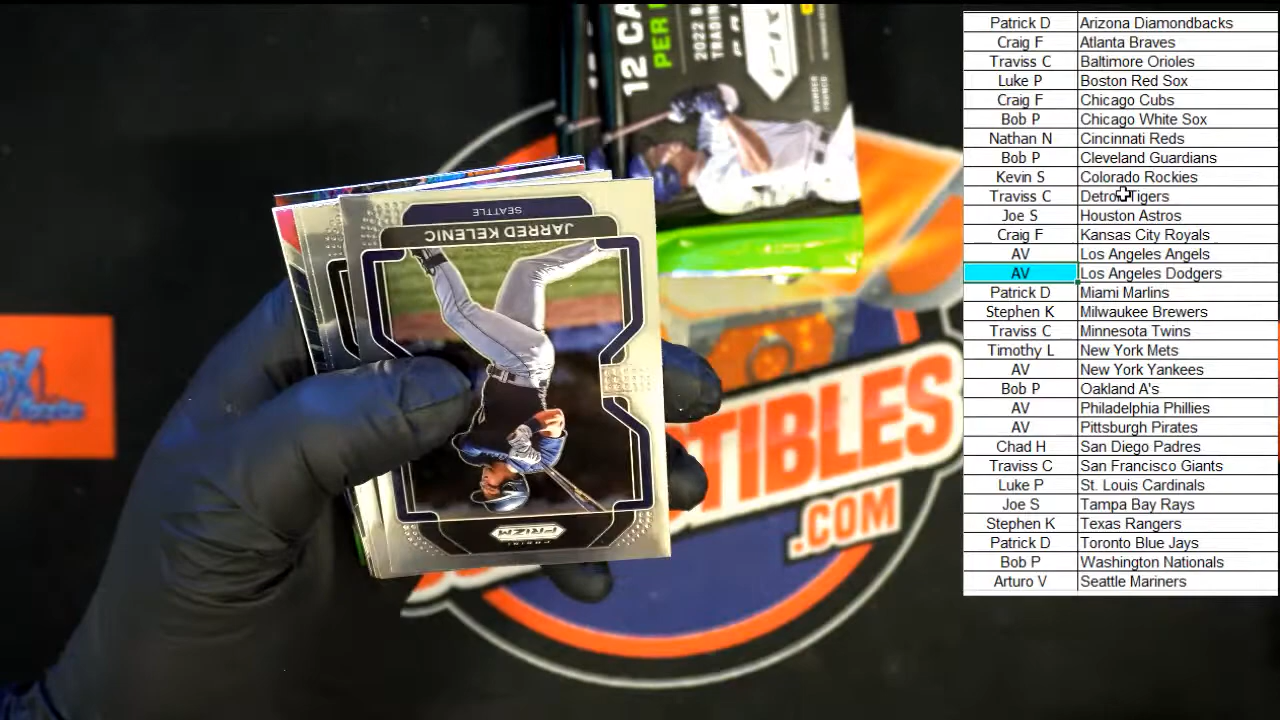 Patrick D Arizona Diamondbacks
Craig F Atlanta Braves
Traviss C Baltimore Orioles
Luke P Boston Red Sox
Craig F Chicago Cubs
Bob P Chicago White Sox
Nathan N Cincinnati Reds
Bob P Cleveland Guardians
Kevin S Colorado Rockies
Traviss C Detroit Tigers
Joe S Houston Astros
Craig F Kansas City Royals
AV Los Angeles Angels
AV Los Angeles Dodgers
Patrick D Miami Marlins
Stephen K Milwaukee Brewers
Traviss C Minnesota Twins
Timothy L New York Mets
AV New York Yankees
Bob P Oakland A's
AV Philadelphia Phillies
AV Pittsburgh Pirates
Chad H San Diego Padres
Traviss C San Francisco Giants
Luke P St. Louis Cardinals
Joe S Tampa Bay Rays
Stephen K Texas Rangers
Patrick D Toronto Blue Jays
Bob P Washington Nationals
Arturo V Seattle Mariners
12 CA
PER
2022 B
TRADIN
SEATTLE
JARRED KELENIC
PANINI
PRIZM
TIBLES
.COM